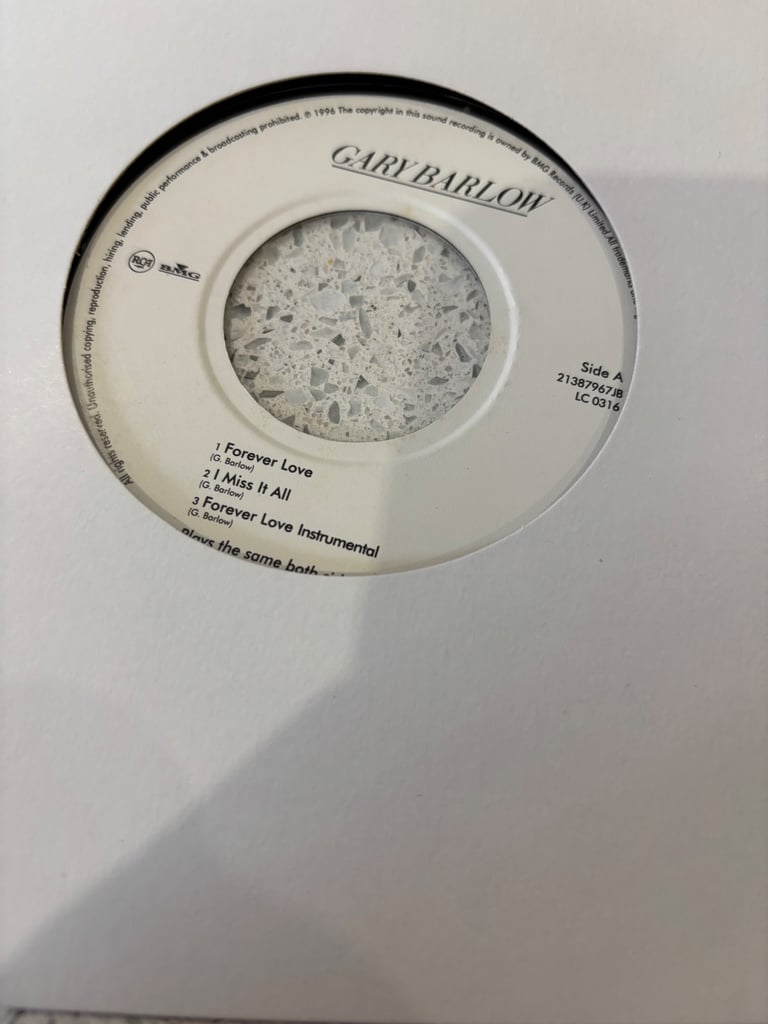 All rights reserved. Unauthorised copying, reproduction, hiring, lending, public performance & broadcasting prohibited. ℗ 1996 The copyright in this sound recording is owned by BMG Records (U.K) Limited. All trademarks
GARY BARLOW
RCA BMG
Side A
21387967JB
LC 0316
1 Forever Love
(G. Barlow)
2 I Miss It All
(G. Barlow)
3 Forever Love Instrumental
(G. Barlow)
Plays the same both